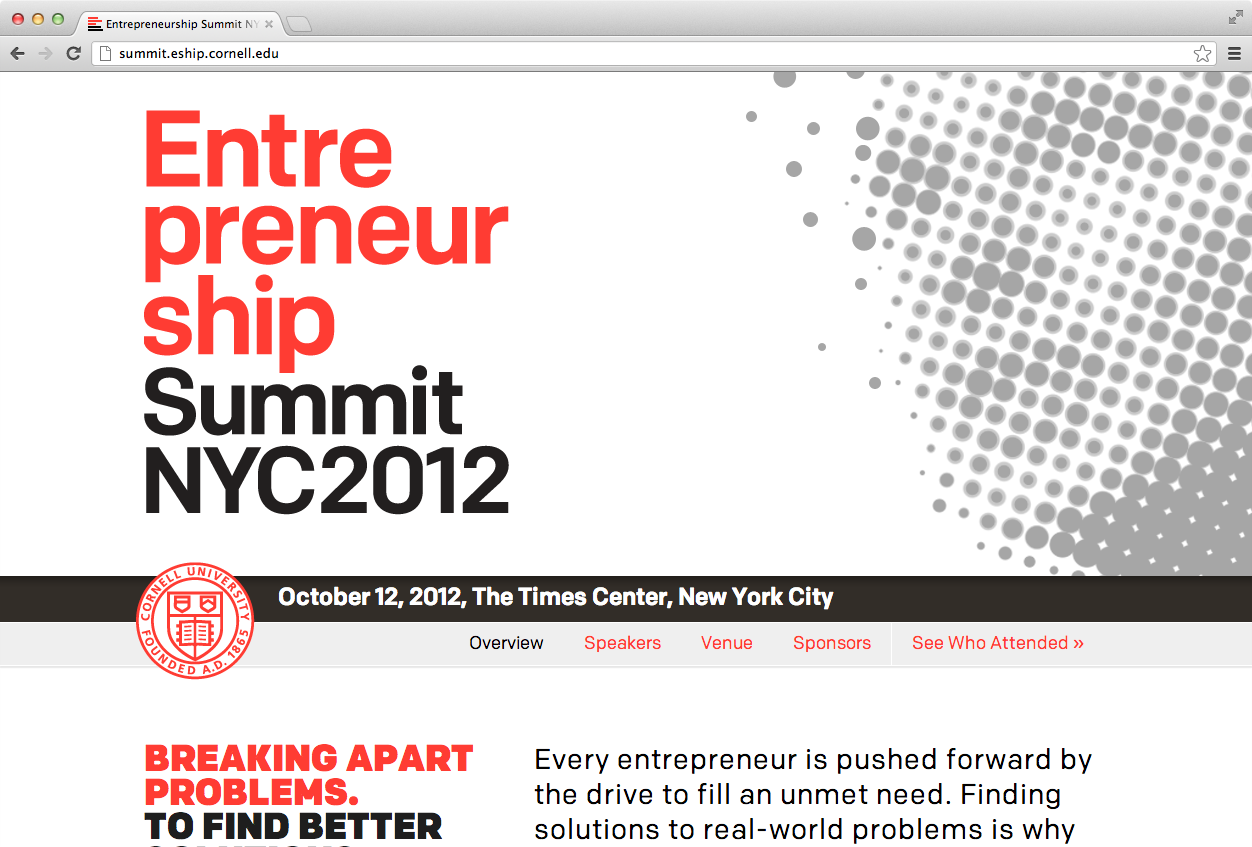 Entrepreneurship Summit NY
summit.eship.cornell.edu
Entre
preneur
ship
Summit
NYC2012
CORNELL UNIVERSITY
FOUNDED A.D. 1865
October 12, 2012, The Times Center, New York City
Overview Speakers Venue Sponsors See Who Attended »
BREAKING APART
PROBLEMS.
TO FIND BETTER
Every entrepreneur is pushed forward by
the drive to fill an unmet need. Finding
solutions to real-world problems is why